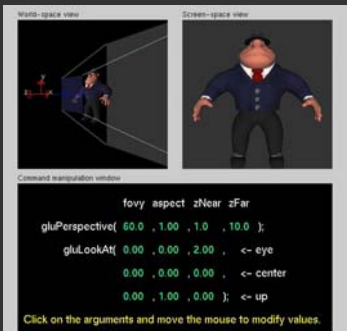 World-space view
Screen-space view
Command manipulation window
fovy aspect zNear zFar
gluPerspective( 60.0 , 1.00 , 1.0 , 10.0 );
gluLookAt( 0.00 , 0.00 , 2.00 , <- eye
0.00 , 0.00 , 0.00 , <- center
0.00 , 1.00 , 0.00 ); <- up
Click on the arguments and move the mouse to modify values.